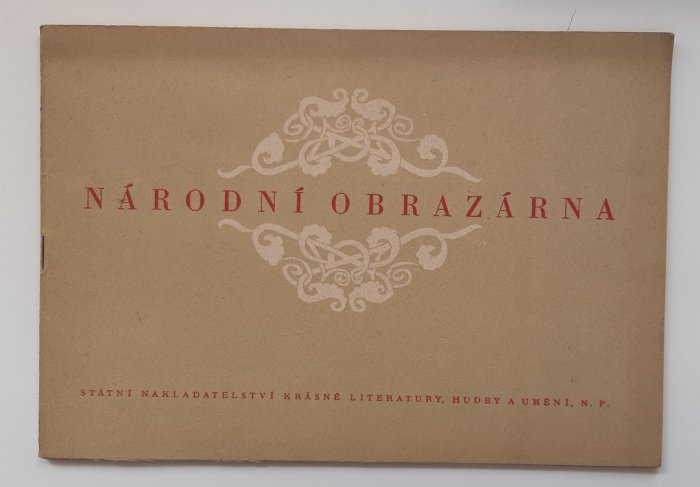 NÁRODNÍ OBRAZÁRNA
STÁTNÍ NAKLADATELSTVÍ KRÁSNÉ LITERATURY, HUDBY A UMĚNÍ, N. P.